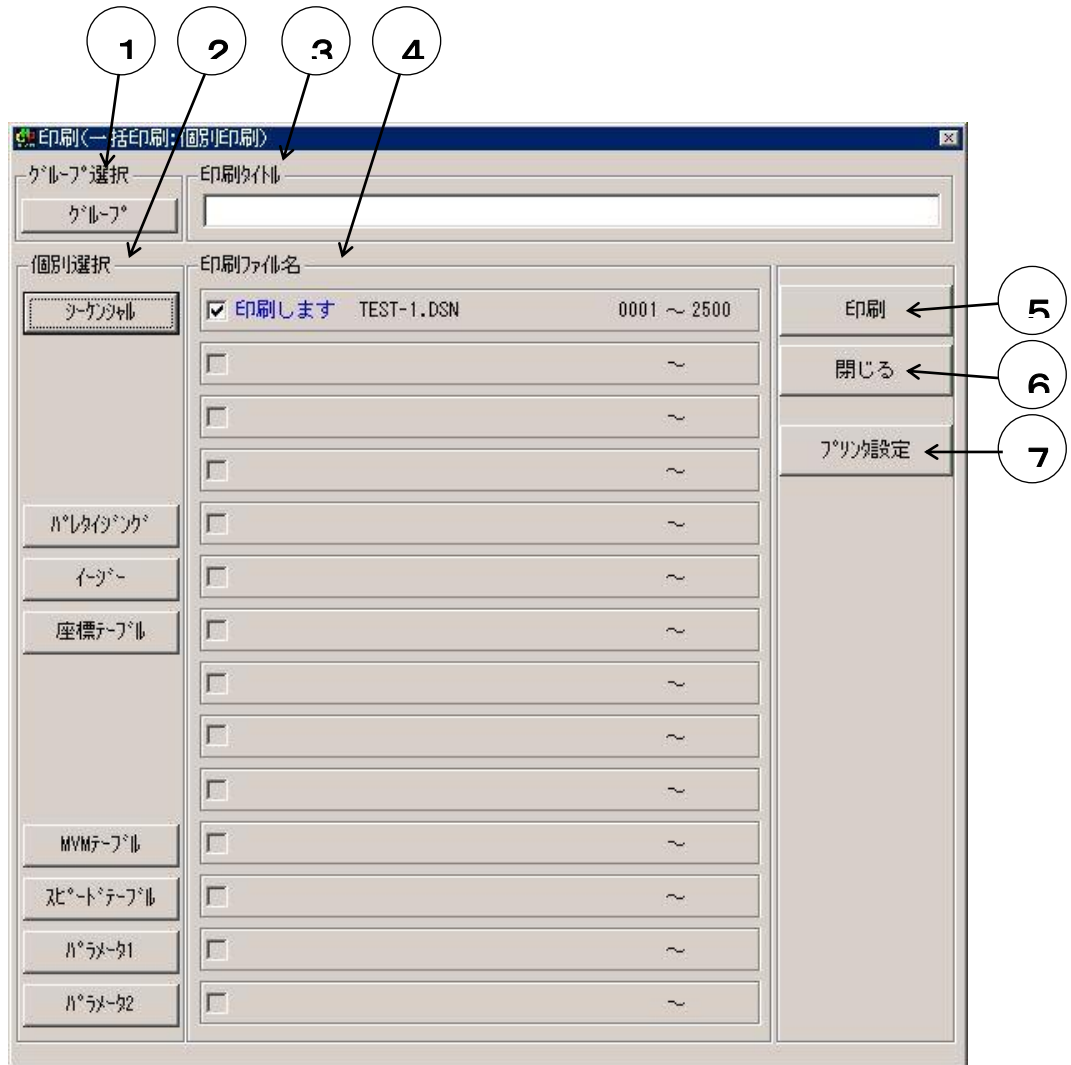 1 2 3 4
印刷(一括印刷:個別印刷)
ｸﾞﾙｰﾌﾟ選択
印刷ﾀｲﾄﾙ
ｸﾞﾙｰﾌﾟ
個別選択
印刷ﾌｧｲﾙ名
ｼｰｹﾝｼｬﾙ
印刷します TEST-1.DSN 0001 ～ 2500
印刷
5
～
閉じる
6
～
ﾌﾟﾘﾝﾀ設定
7
～
ﾊﾟﾚﾀｲｼﾞﾝｸﾞ
～
ｲｰｼﾞｰ
～
座標ﾃｰﾌﾞﾙ
～
～
～
～
MVMﾃｰﾌﾞﾙ
～
ｽﾋﾟｰﾄﾞﾃｰﾌﾞﾙ
～
ﾊﾟﾗﾒｰﾀ1
～
ﾊﾟﾗﾒｰﾀ2
～